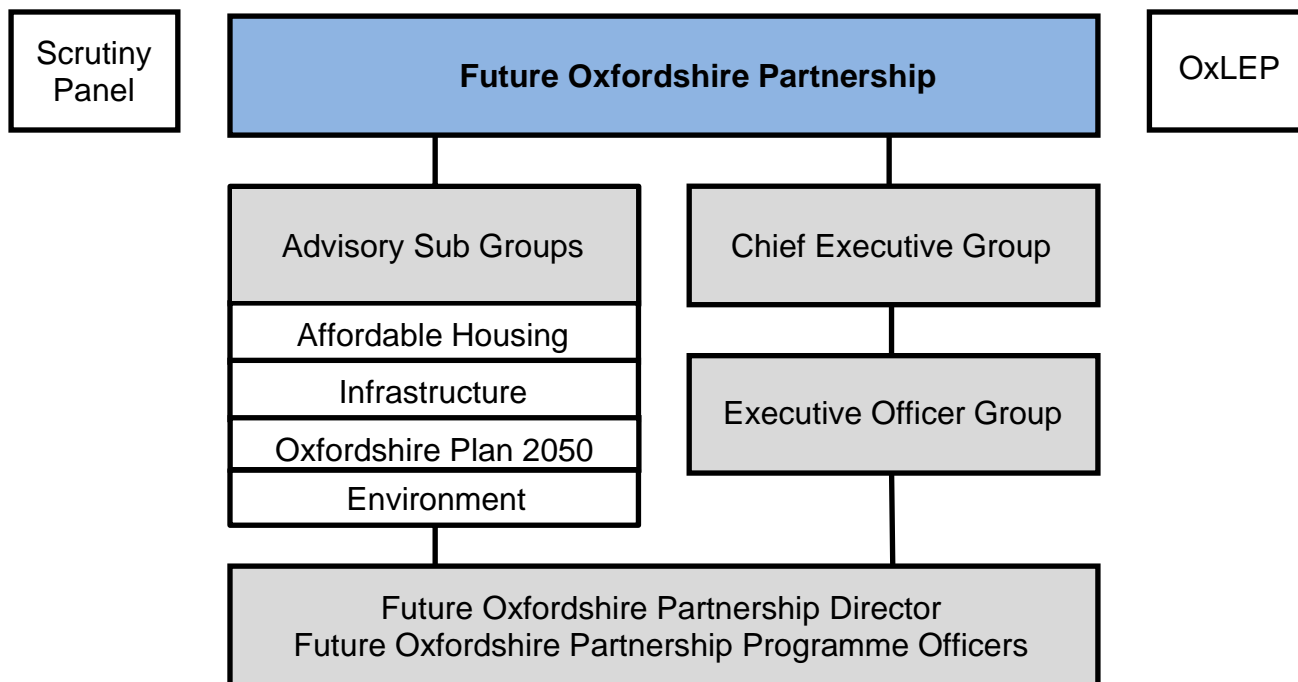 Scrutiny
Panel
Future Oxfordshire Partnership
OxLEP
Advisory Sub Groups
Affordable Housing
Infrastructure
Oxfordshire Plan 2050
Environment
Chief Executive Group
Executive Officer Group
Future Oxfordshire Partnership Director
Future Oxfordshire Partnership Programme Officers